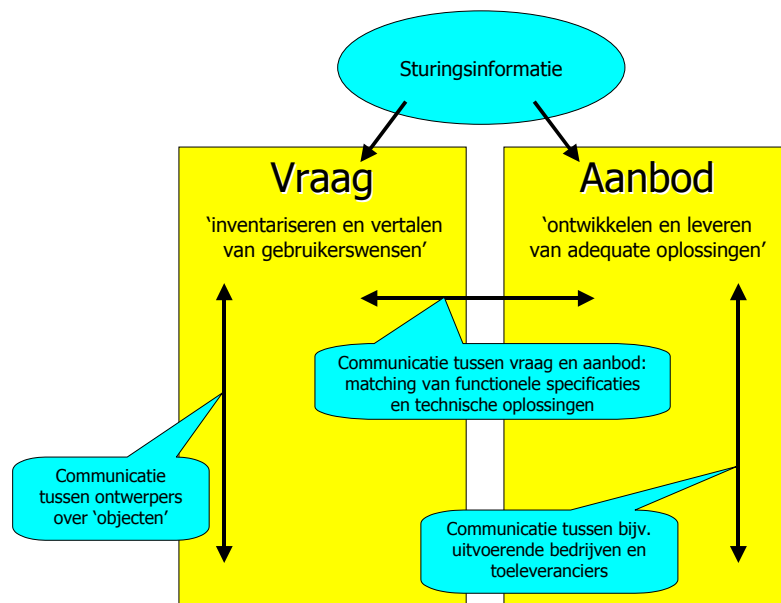 Sturingsinformatie
Vraag
‘inventariseren en vertalen
van gebruikerswensen’
Aanbod
‘ontwikkelen en leveren
van adequate oplossingen’
Communicatie tussen vraag en aanbod:
matching van functionele specificaties
en technische oplossingen
Communicatie
tussen ontwerpers
over ‘objecten’
Communicatie tussen bijv.
uitvoerende bedrijven en
toeleveranciers